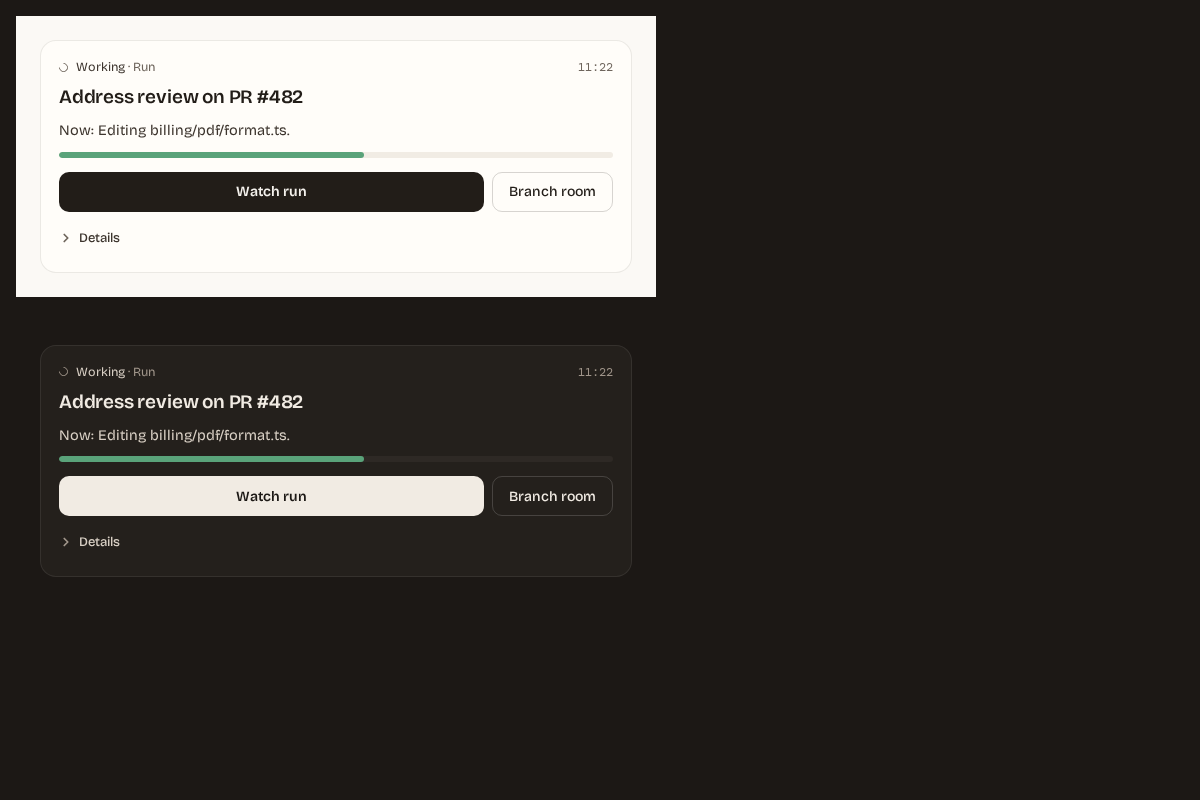 Working · Run 11:22
Address review on PR #482
Now: Editing billing/pdf/format.ts.
Watch run Branch room
Details
Working · Run 11:22
Address review on PR #482
Now: Editing billing/pdf/format.ts.
Watch run Branch room
Details